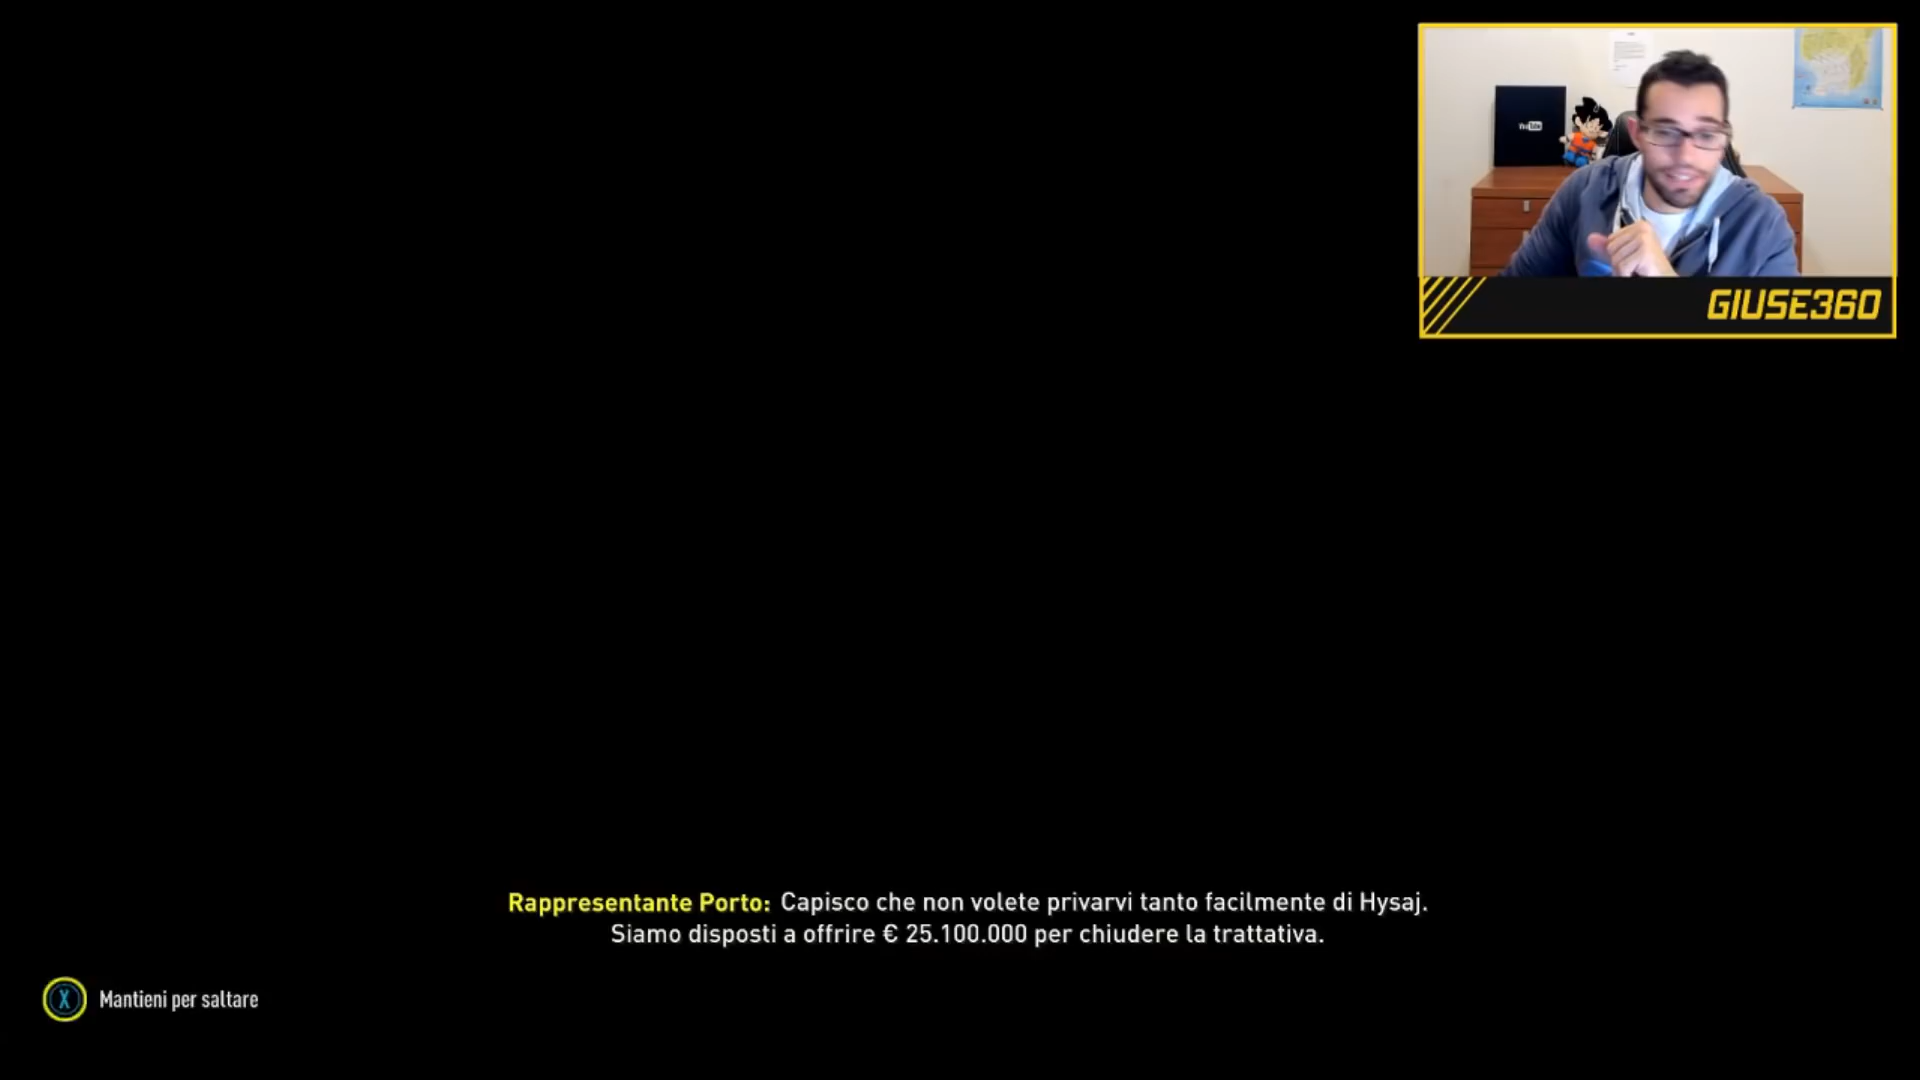 YouTube
GIUSE360
Rappresentante Porto: Capisco che non volete privarvi tanto facilmente di Hysaj.
Siamo disposti a offrire € 25.100.000 per chiudere la trattativa.
X Mantieni per saltare